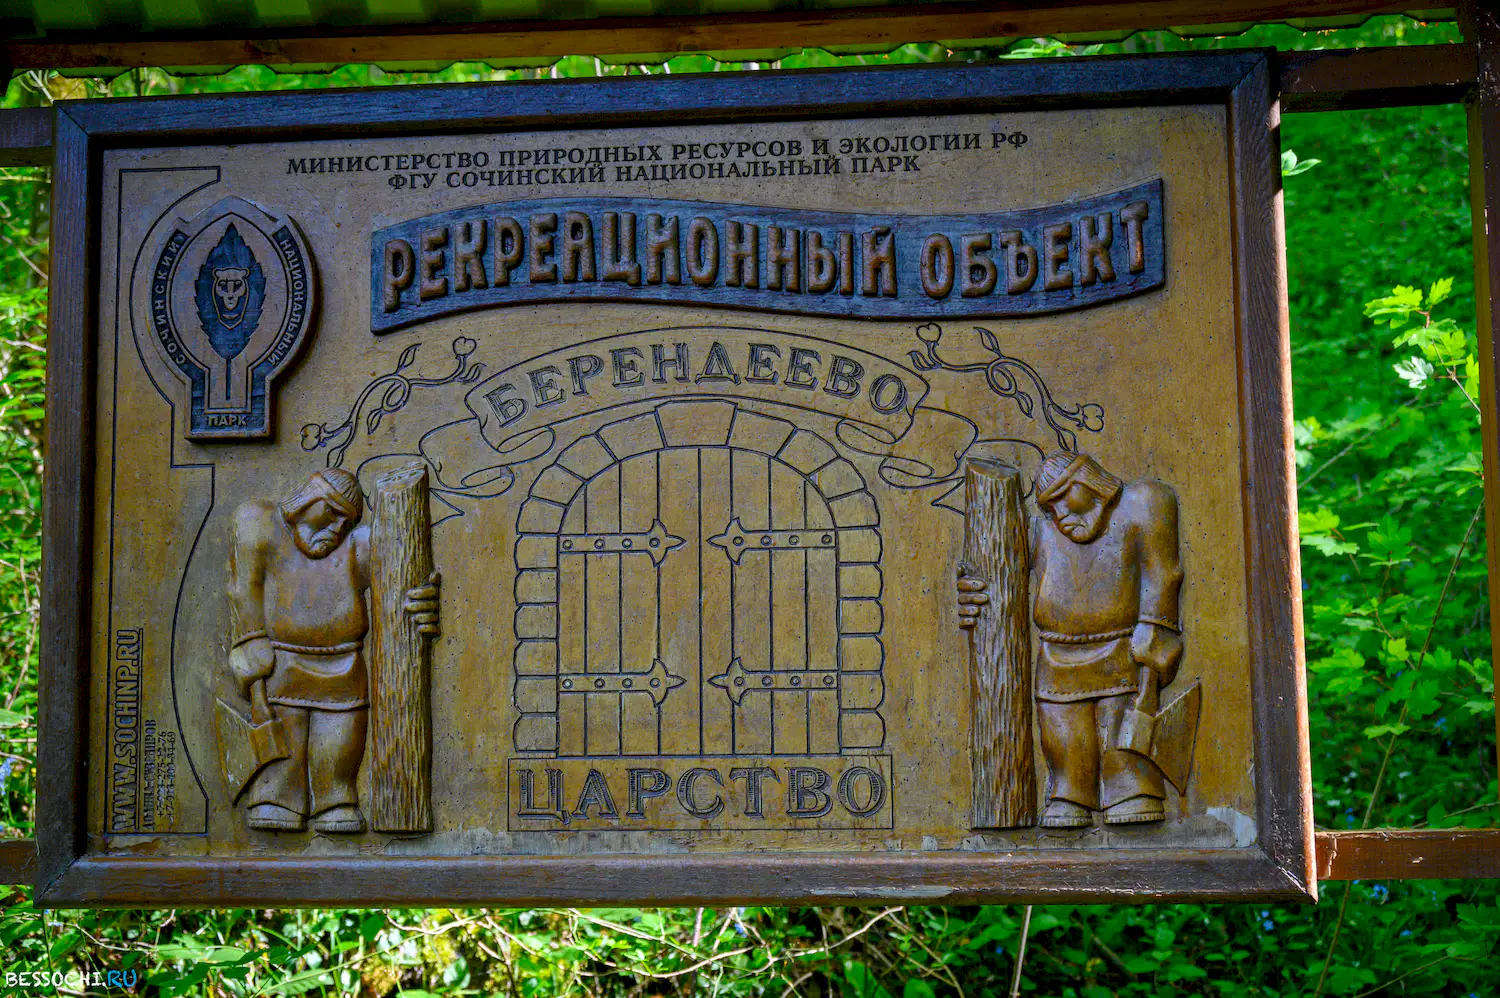 МИНИСТЕРСТВО ПРИРОДНЫХ РЕСУРСОВ И ЭКОЛОГИИ РФ
ФГУ СОЧИНСКИЙ НАЦИОНАЛЬНЫЙ ПАРК
СОЧИНСКИЙ
НАЦИОНАЛЬНЫЙ
ПАРК
РЕКРЕАЦИОННЫЙ ОБЪЕКТ
БЕРЕНДЕЕВО
ЦАРСТВО
WWW.SOCHINP.RU
BESSOCHI.RU